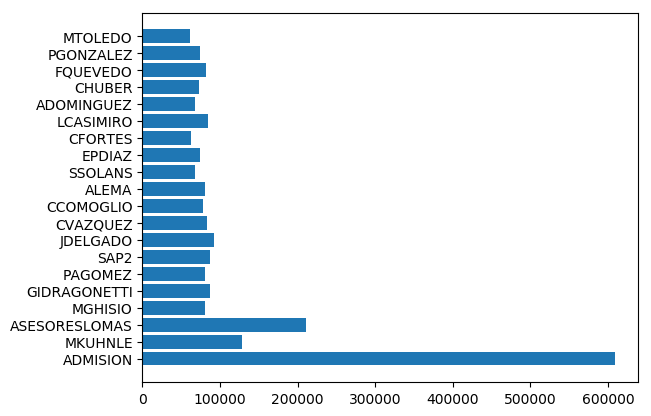 MTOLEDO
PGONZALEZ
FQUEVEDO
CHUBER
ADOMINGUEZ
LCASIMIRO
CFORTES
EPDIAZ
SSOLANS
ALEMA
CCOMOGLIO
CVAZQUEZ
JDELGADO
SAP2
PAGOMEZ
GIDRAGONETTI
MGHISIO
ASESORESLOMAS
MKUHNLE
ADMISION
0 100000 200000 300000 400000 500000 600000